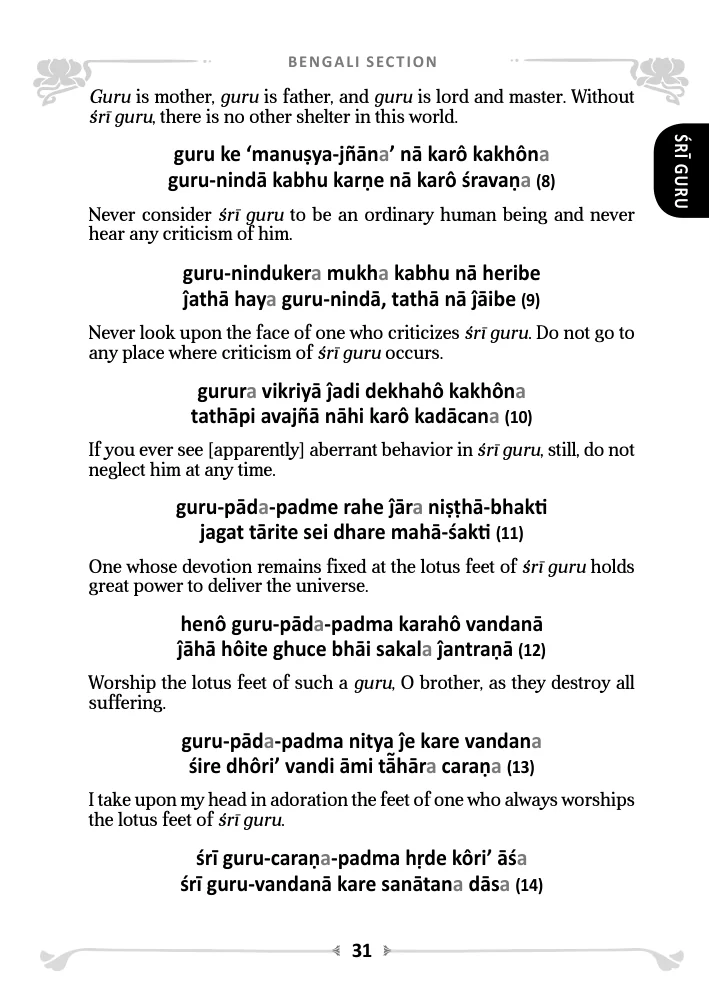 BENGALI SECTION
Guru is mother, guru is father, and guru is lord and master. Without
śrī guru, there is no other shelter in this world.
ŚRĪ GURU
guru ke ‘manuṣya-jñāna’ nā karô kakhôna
guru-nindā kabhu karṇe nā karô śravaṇa (8)
Never consider śrī guru to be an ordinary human being and never
hear any criticism of him.
guru-nindukera mukha kabhu nā heribe
ĵathā haya guru-nindā, tathā nā ĵāibe (9)
Never look upon the face of one who criticizes śrī guru. Do not go to
any place where criticism of śrī guru occurs.
gurura vikriyā ĵadi dekhahô kakhôna
tathāpi avajñā nāhi karô kadācana (10)
If you ever see [apparently] aberrant behavior in śrī guru, still, do not
neglect him at any time.
guru-pāda-padme rahe ĵāra niṣṭhā-bhakti
jagat tārite sei dhare mahā-śakti (11)
One whose devotion remains fixed at the lotus feet of śrī guru holds
great power to deliver the universe.
henô guru-pāda-padma karahô vandanā
ĵāhā hôite ghuce bhāi sakala ĵantraṇā (12)
Worship the lotus feet of such a guru, O brother, as they destroy all
suffering.
guru-pāda-padma nitya ĵe kare vandana
śire dhôri’ vandi āmi tā̃hāra caraṇa (13)
I take upon my head in adoration the feet of one who always worships
the lotus feet of śrī guru.
śrī guru-caraṇa-padma hṛde kôri’ āśa
śrī guru-vandanā kare sanātana dāsa (14)
31